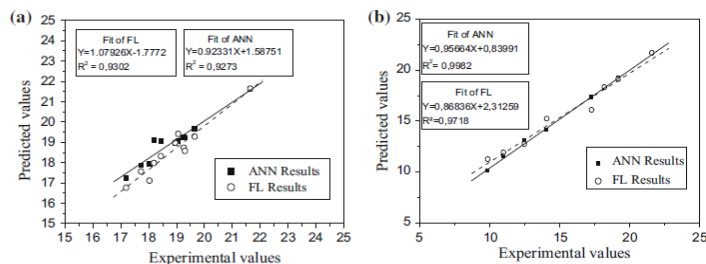 (a)
Fit of FL
Y=1.07926X-1.7772
R² = 0,9302
Fit of ANN
Y=0.92331X+1.58751
R² = 0,9273
25
24
23
22
21
20
19
18
17
16
15
Predicted values
ANN Results
FL Results
15 16 17 18 19 20 21 22 23 24 25
Experimental values
(b)
Fit of ANN
Y=0,95664X+0,83991
R² = 0,9982
Fit of FL
Y=0,86836X+2,31259
R²=0,9718
25
20
15
10
5
Predicted values
ANN Results
FL Results
5 10 15 20 25
Experimental values